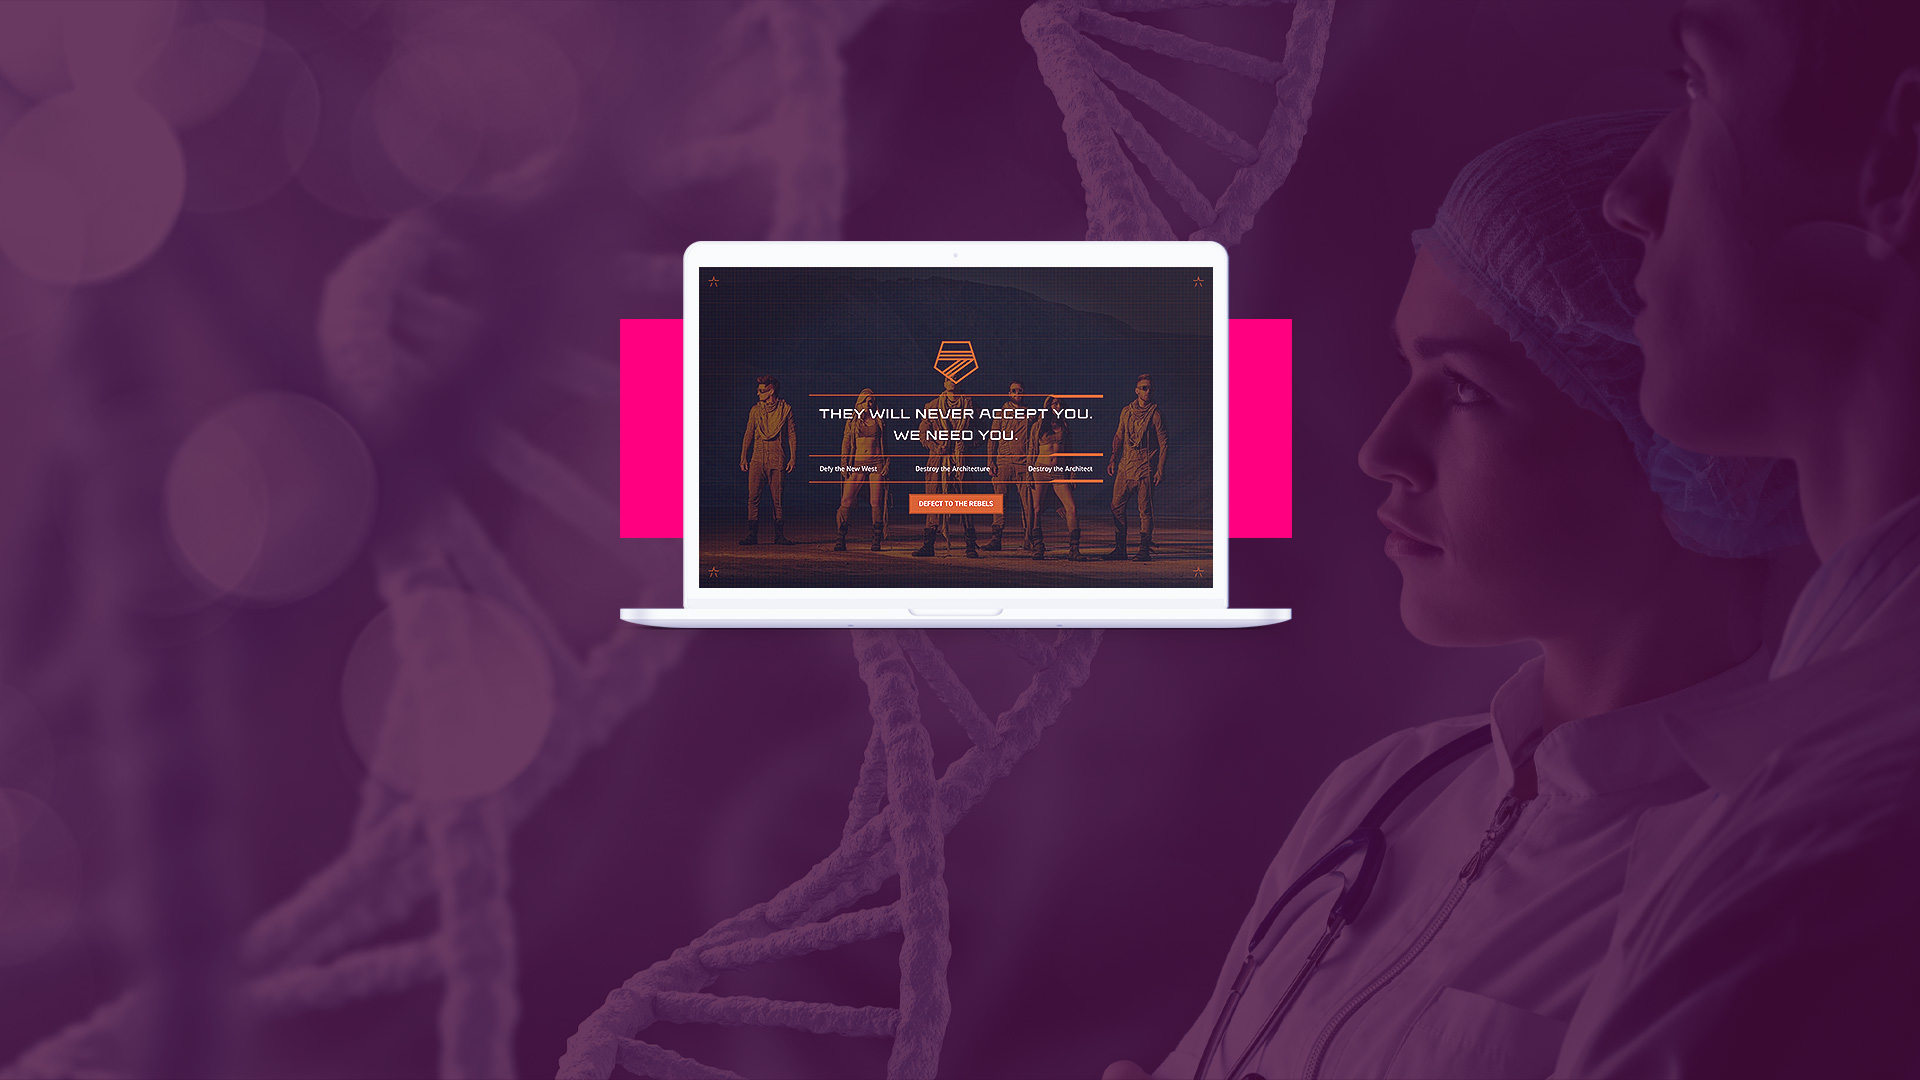 THEY WILL NEVER ACCEPT YOU.
WE NEED YOU.
Defy the New West
Destroy the Architecture
Destroy the Architect
DEFECT TO THE REBELS